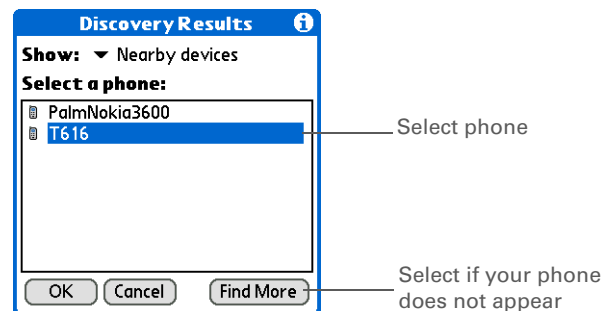 Discovery Results
Show: Nearby devices
Select a phone:
PalmNokia3600
T616
Select phone
OK Cancel Find More
Select if your phone
does not appear